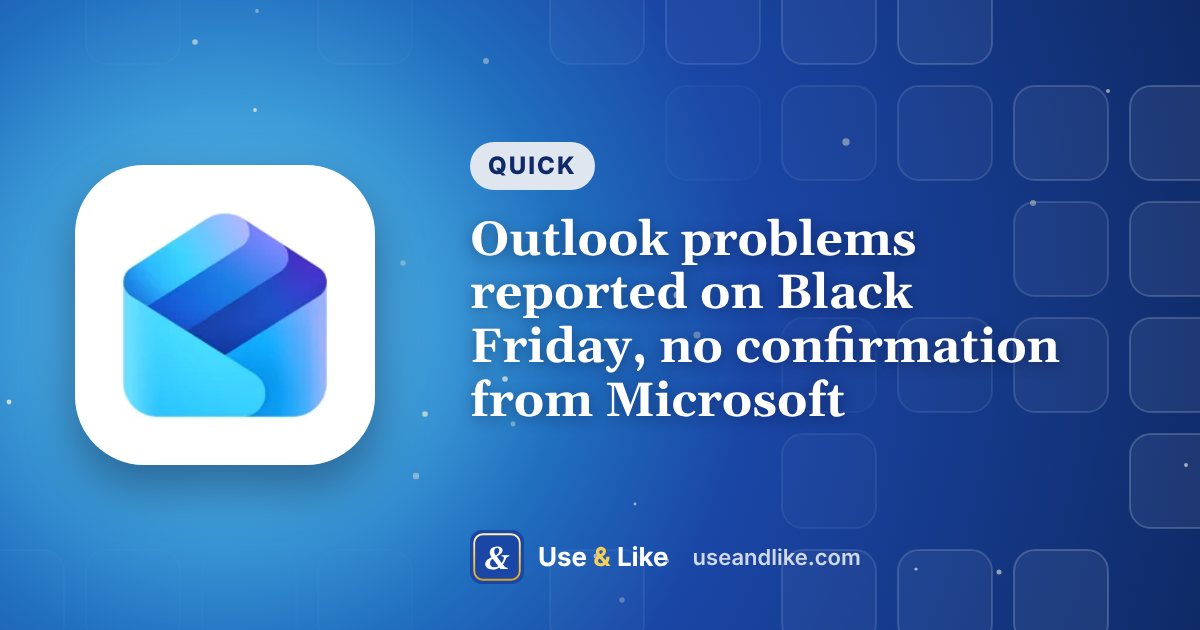 QUICK
Outlook problems
reported on Black
Friday, no confirmation
from Microsoft
& Use & Like useandlike.com